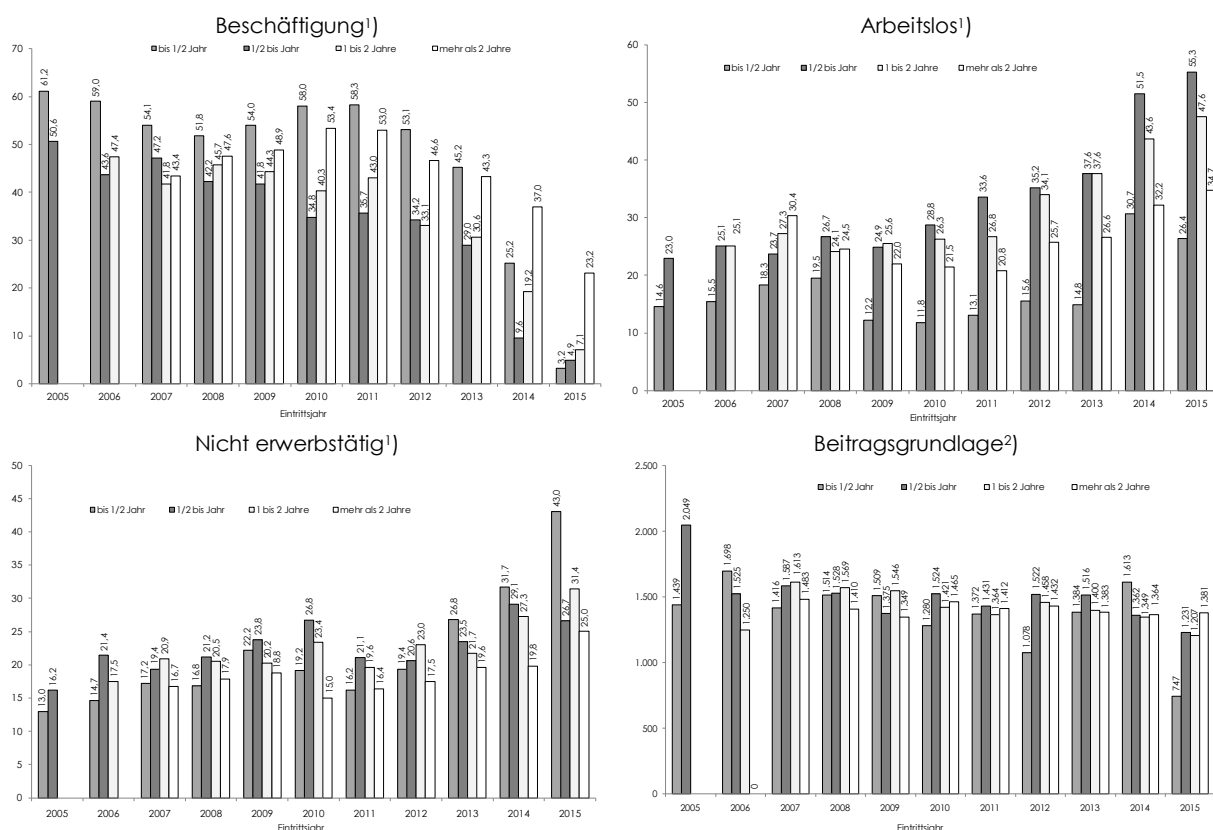 Beschäftigung¹)
bis 1/2 Jahr 1/2 bis Jahr 1 bis 2 Jahre mehr als 2 Jahre
70
60
50
40
30
20
10
0
61,2 50,6
59,0 43,6 47,4
54,1 47,2 41,8 43,4
51,8 42,2 45,7 47,6
54,0 41,8 44,3 48,9
58,0 34,8 40,3 53,4
58,3 35,7 43,0 53,0
53,1 34,2 33,1 46,6
45,2 29,0 30,6 43,3
25,2 9,6 19,2 37,0
3,2 4,9 7,1 23,2
2005 2006 2007 2008 2009 2010 2011 2012 2013 2014 2015
Eintrittsjahr
Arbeitslos¹)
bis 1/2 Jahr 1/2 bis Jahr 1 bis 2 Jahre mehr als 2 Jahre
60
50
40
30
20
10
0
14,6 23,0
15,5 25,1 25,1
18,3 23,7 27,3 30,4
19,5 26,7 24,1 24,5
12,2 24,9 25,6 22,0
11,8 28,8 26,3 21,5
13,1 33,6 26,8 20,8
15,6 35,2 34,1 25,7
14,8 37,6 37,6 26,6
30,7 51,5 43,6 32,2
26,4 55,3 47,6 34,7
2005 2006 2007 2008 2009 2010 2011 2012 2013 2014 2015
Eintrittsjahr
Nicht erwerbstätig¹)
bis 1/2 Jahr 1/2 bis Jahr 1 bis 2 Jahre mehr als 2 Jahre
50
45
40
35
30
25
20
15
10
5
0
13,0 16,2
14,7 21,4 17,5
17,2 19,4 20,9 16,7
16,8 21,2 20,5 17,9
22,2 23,8 20,2 18,8
19,2 26,8 23,4 15,0
16,2 21,1 19,6 16,4
19,4 20,6 23,0 17,5
26,8 23,5 21,7 19,6
31,7 29,1 27,3 19,8
43,0 26,7 31,4 25,0
2005 2006 2007 2008 2009 2010 2011 2012 2013 2014 2015
Eintrittsjahr
Beitragsgrundlage²)
bis 1/2 Jahr 1/2 bis Jahr 1 bis 2 Jahre mehr als 2 Jahre
2.500
2.000
1.500
1.000
500
0
1.439 2.049
1.698 1.525 1.250 0
1.416 1.587 1.613 1.483
1.514 1.528 1.569 1.410
1.509 1.375 1.546 1.349
1.280 1.524 1.421 1.465
1.372 1.431 1.364 1.412
1.078 1.522 1.458 1.432
1.384 1.516 1.400 1.383
1.613 1.362 1.349 1.364
747 1.231 1.207 1.381
2005 2006 2007 2008 2009 2010 2011 2012 2013 2014 2015
Eintrittsjahr